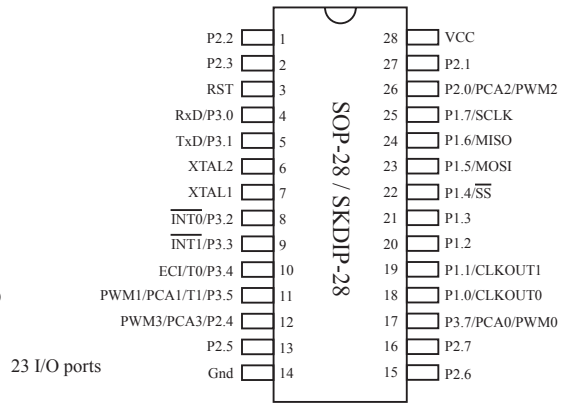 P2.2 1 28 VCC
P2.3 2 27 P2.1
RST 3 26 P2.0/PCA2/PWM2
RxD/P3.0 4 25 P1.7/SCLK
TxD/P3.1 5 24 P1.6/MISO
XTAL2 6 23 P1.5/MOSI
XTAL1 7 22 P1.4/S̅S̅
I̅N̅T̅0̅/P3.2 8 21 P1.3
I̅N̅T̅1̅/P3.3 9 20 P1.2
ECI/T0/P3.4 10 19 P1.1/CLKOUT1
PWM1/PCA1/T1/P3.5 11 18 P1.0/CLKOUT0
PWM3/PCA3/P2.4 12 17 P3.7/PCA0/PWM0
P2.5 13 16 P2.7
Gnd 14 15 P2.6
SOP-28 / SKDIP-28
23 I/O ports